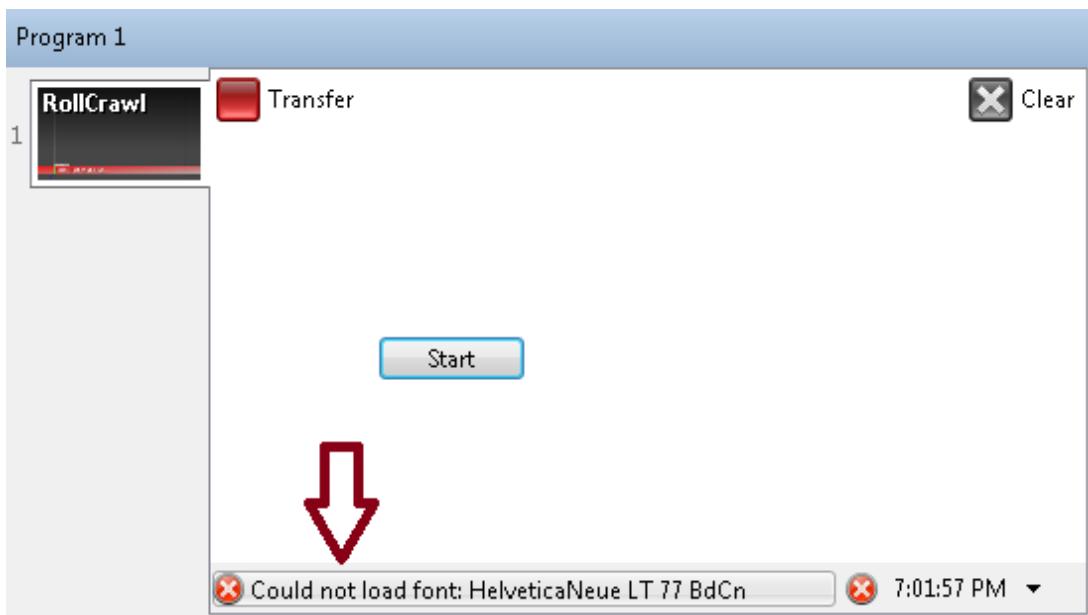 Program 1
1
RollCrawl
Transfer
Clear
Start
Could not load font: HelveticaNeue LT 77 BdCn
7:01:57 PM